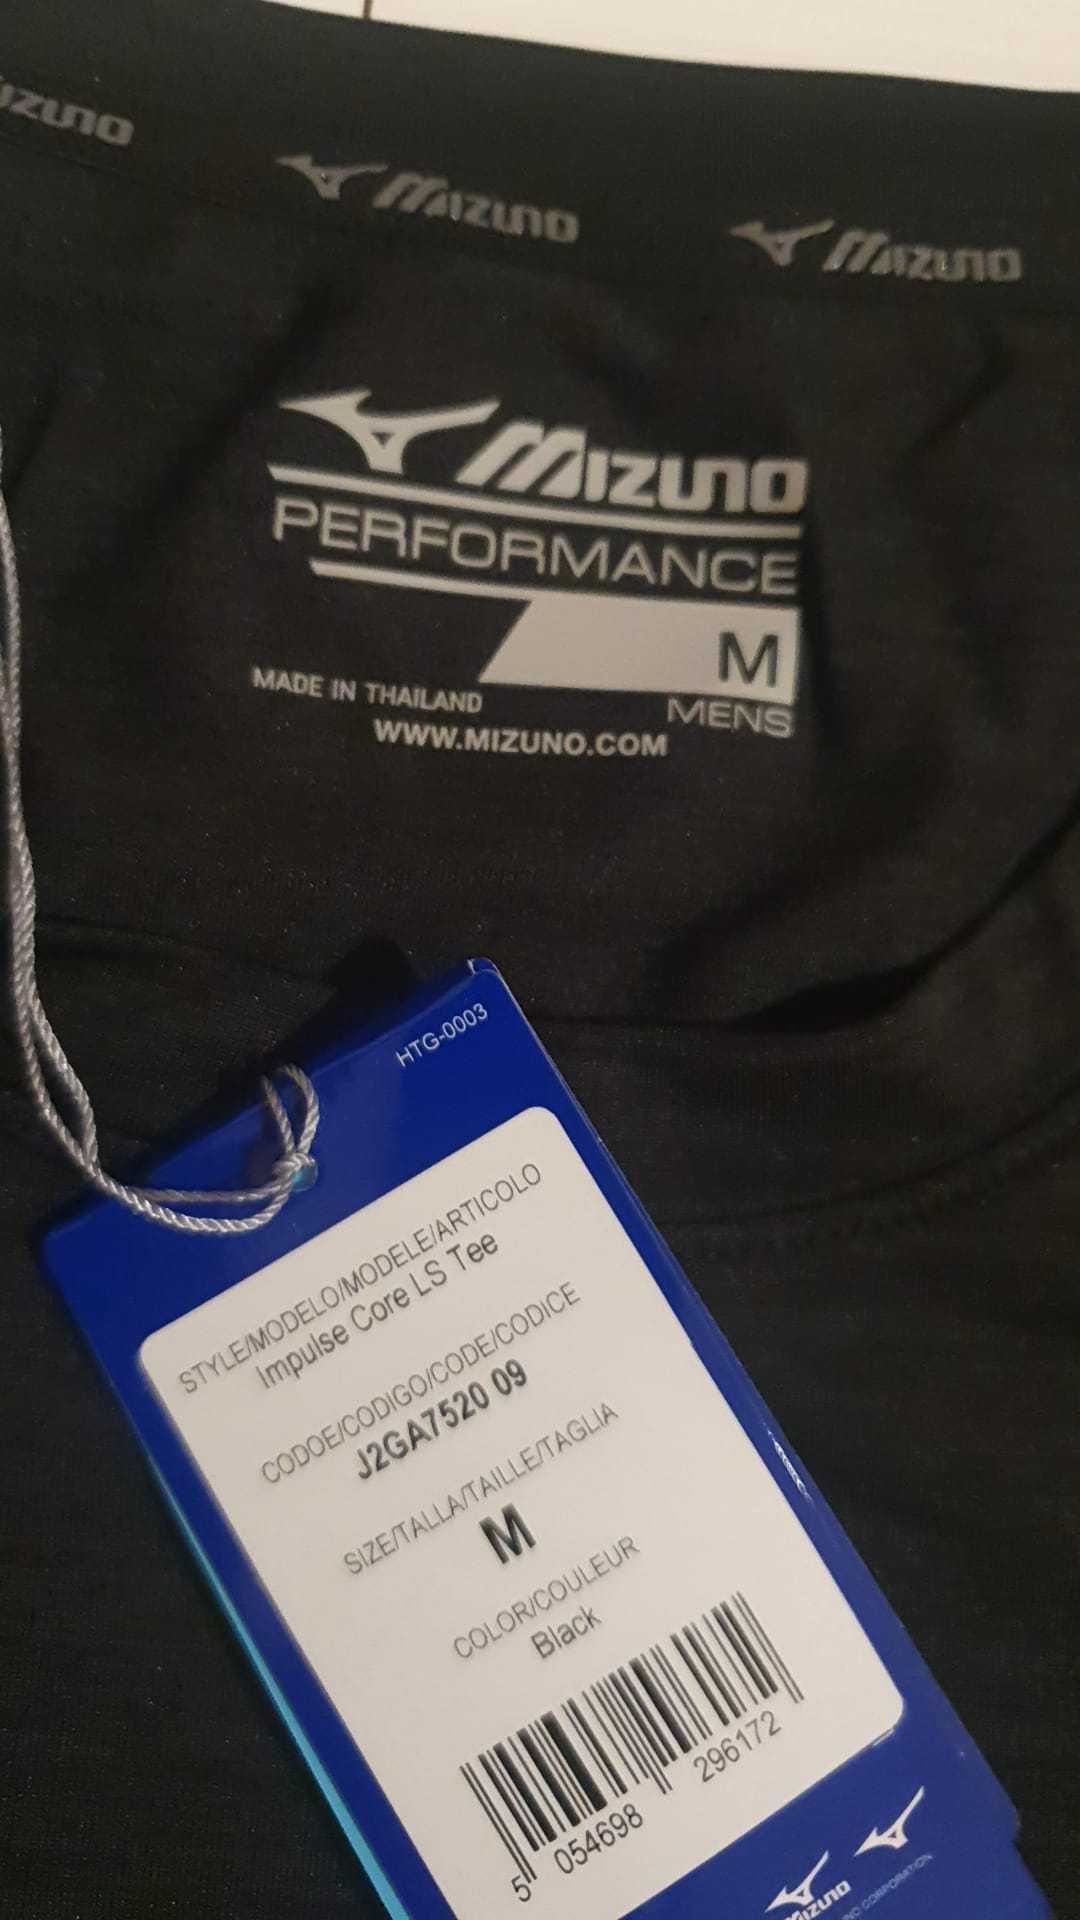 MIZUNO
MIZUNO
MIZUNO
PERFORMANCE
M
MADE IN THAILAND
MENS
WWW.MIZUNO.COM
HTG-0003
STYLE/MODELO/MODELE/ARTICOLO
Impulse Core LS Tee
CODOE/CODIGO/CODE/CODICE
J2GA7520 09
SIZE/TALLA/TAILLE/TAGLIA
M
COLOR/COULEUR
Black
5 054698 296172
MIZUNO
CORPORATION